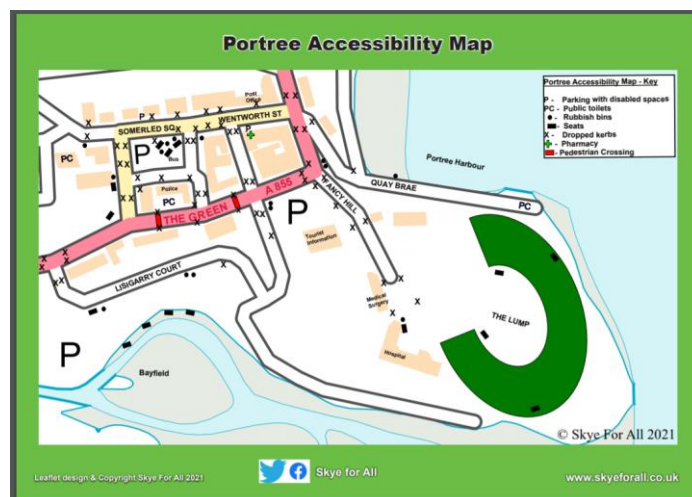 Portree Accessibility Map
Portree Accessibility Map - Key
P - Parking with disabled spaces
PC - Public toilets
Rubbish bins
Seats
X - Dropped kerbs
Pharmacy
Pedestrian Crossing
Post
Office
WENTWORTH ST
SOMERLED SQ
P
P
PC
P
Bus
Police
PC
THE GREEN
A 855
P
BANCY HILL
QUAY BRAE
Portree Harbour
PC
Tourist
Information
LISIGARRY COURT
Medical
Surgery
THE LUMP
Hospital
P
Bayfield
© Skye For All 2021
Leaflet design & Copyright Skye For All 2021
Skye for All
www.skyeforall.co.uk